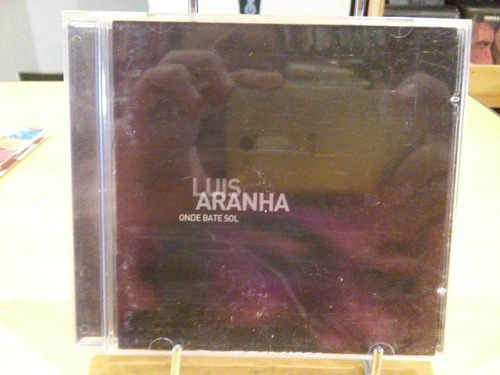 LUIS
ARANHA
ONDE BATE SOL